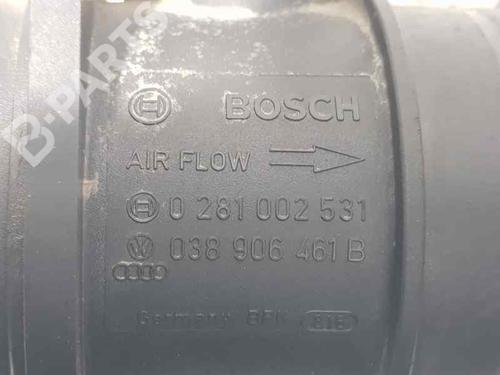 B-PARTS
BOSCH
AIR FLOW
0 281 002 531
038 906 461 B
Germany